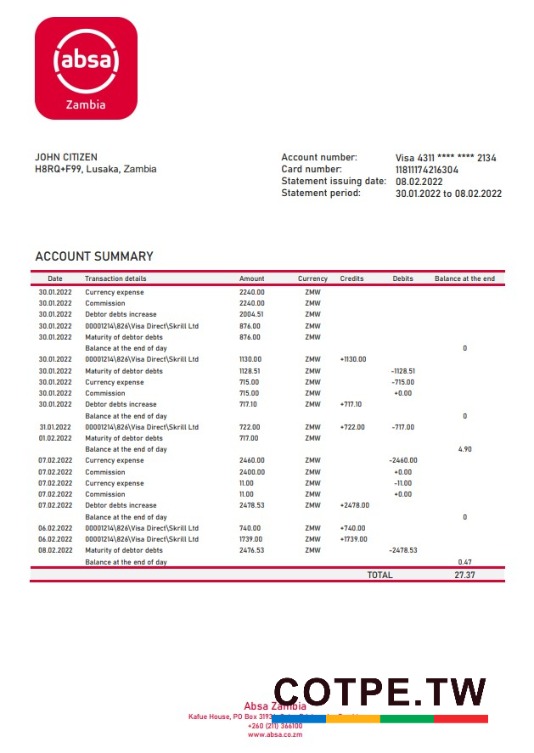 absa
Zambia
JOHN CITIZEN
H8RQ+F99, Lusaka, Zambia
Account number: Visa 4311 **** **** 2134
Card number: 11811174216304
Statement issuing date: 08.02.2022
Statement period: 30.01.2022 to 08.02.2022
ACCOUNT SUMMARY
Date Transaction details Amount Currency Credits Debits Balance at the end
30.01.2022 Currency expense 2240.00 ZMW
30.01.2022 Commission 2240.00 ZMW
30.01.2022 Debtor debts increase 2004.51 ZMW
30.01.2022 00001214\826\Visa Direct\Skrill Ltd 876.00 ZMW
30.01.2022 Maturity of debtor debts 876.00 ZMW
Balance at the end of day 0
30.01.2022 00001214\826\Visa Direct\Skrill Ltd 1130.00 ZMW +1130.00
30.01.2022 Maturity of debtor debts 1128.51 ZMW -1128.51
30.01.2022 Currency expense 715.00 ZMW -715.00
30.01.2022 Commission 715.00 ZMW +0.00
30.01.2022 Debtor debts increase 717.10 ZMW +717.10
Balance at the end of day 0
31.01.2022 00001214\826\Visa Direct\Skrill Ltd 722.00 ZMW +722.00 -717.00
01.02.2022 Maturity of debtor debts 717.00 ZMW
Balance at the end of day 4.90
07.02.2022 Currency expense 2460.00 ZMW -2460.00
07.02.2022 Commission 2400.00 ZMW +0.00
07.02.2022 Currency expense 11.00 ZMW -11.00
07.02.2022 Commission 11.00 ZMW +0.00
07.02.2022 Debtor debts increase 2478.53 ZMW +2478.00
Balance at the end of day 0
06.02.2022 00001214\826\Visa Direct\Skrill Ltd 740.00 ZMW +740.00
06.02.2022 00001214\826\Visa Direct\Skrill Ltd 1739.00 ZMW +1739.00
08.02.2022 Maturity of debtor debts 2476.53 ZMW -2478.53
Balance at the end of day 0.47
TOTAL 27.37
COTPE.TW
Absa Zambia
Kafue House, PO Box
+260 (211) 366100
www.absa.co.zm